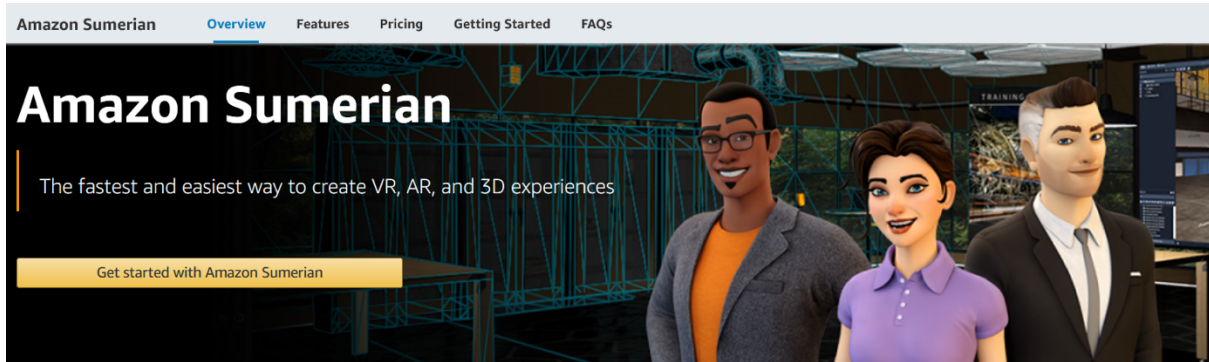 Amazon Sumerian Overview Features Pricing Getting Started FAQs
Amazon Sumerian
TRAINING
The fastest and easiest way to create VR, AR, and 3D experiences
Get started with Amazon Sumerian